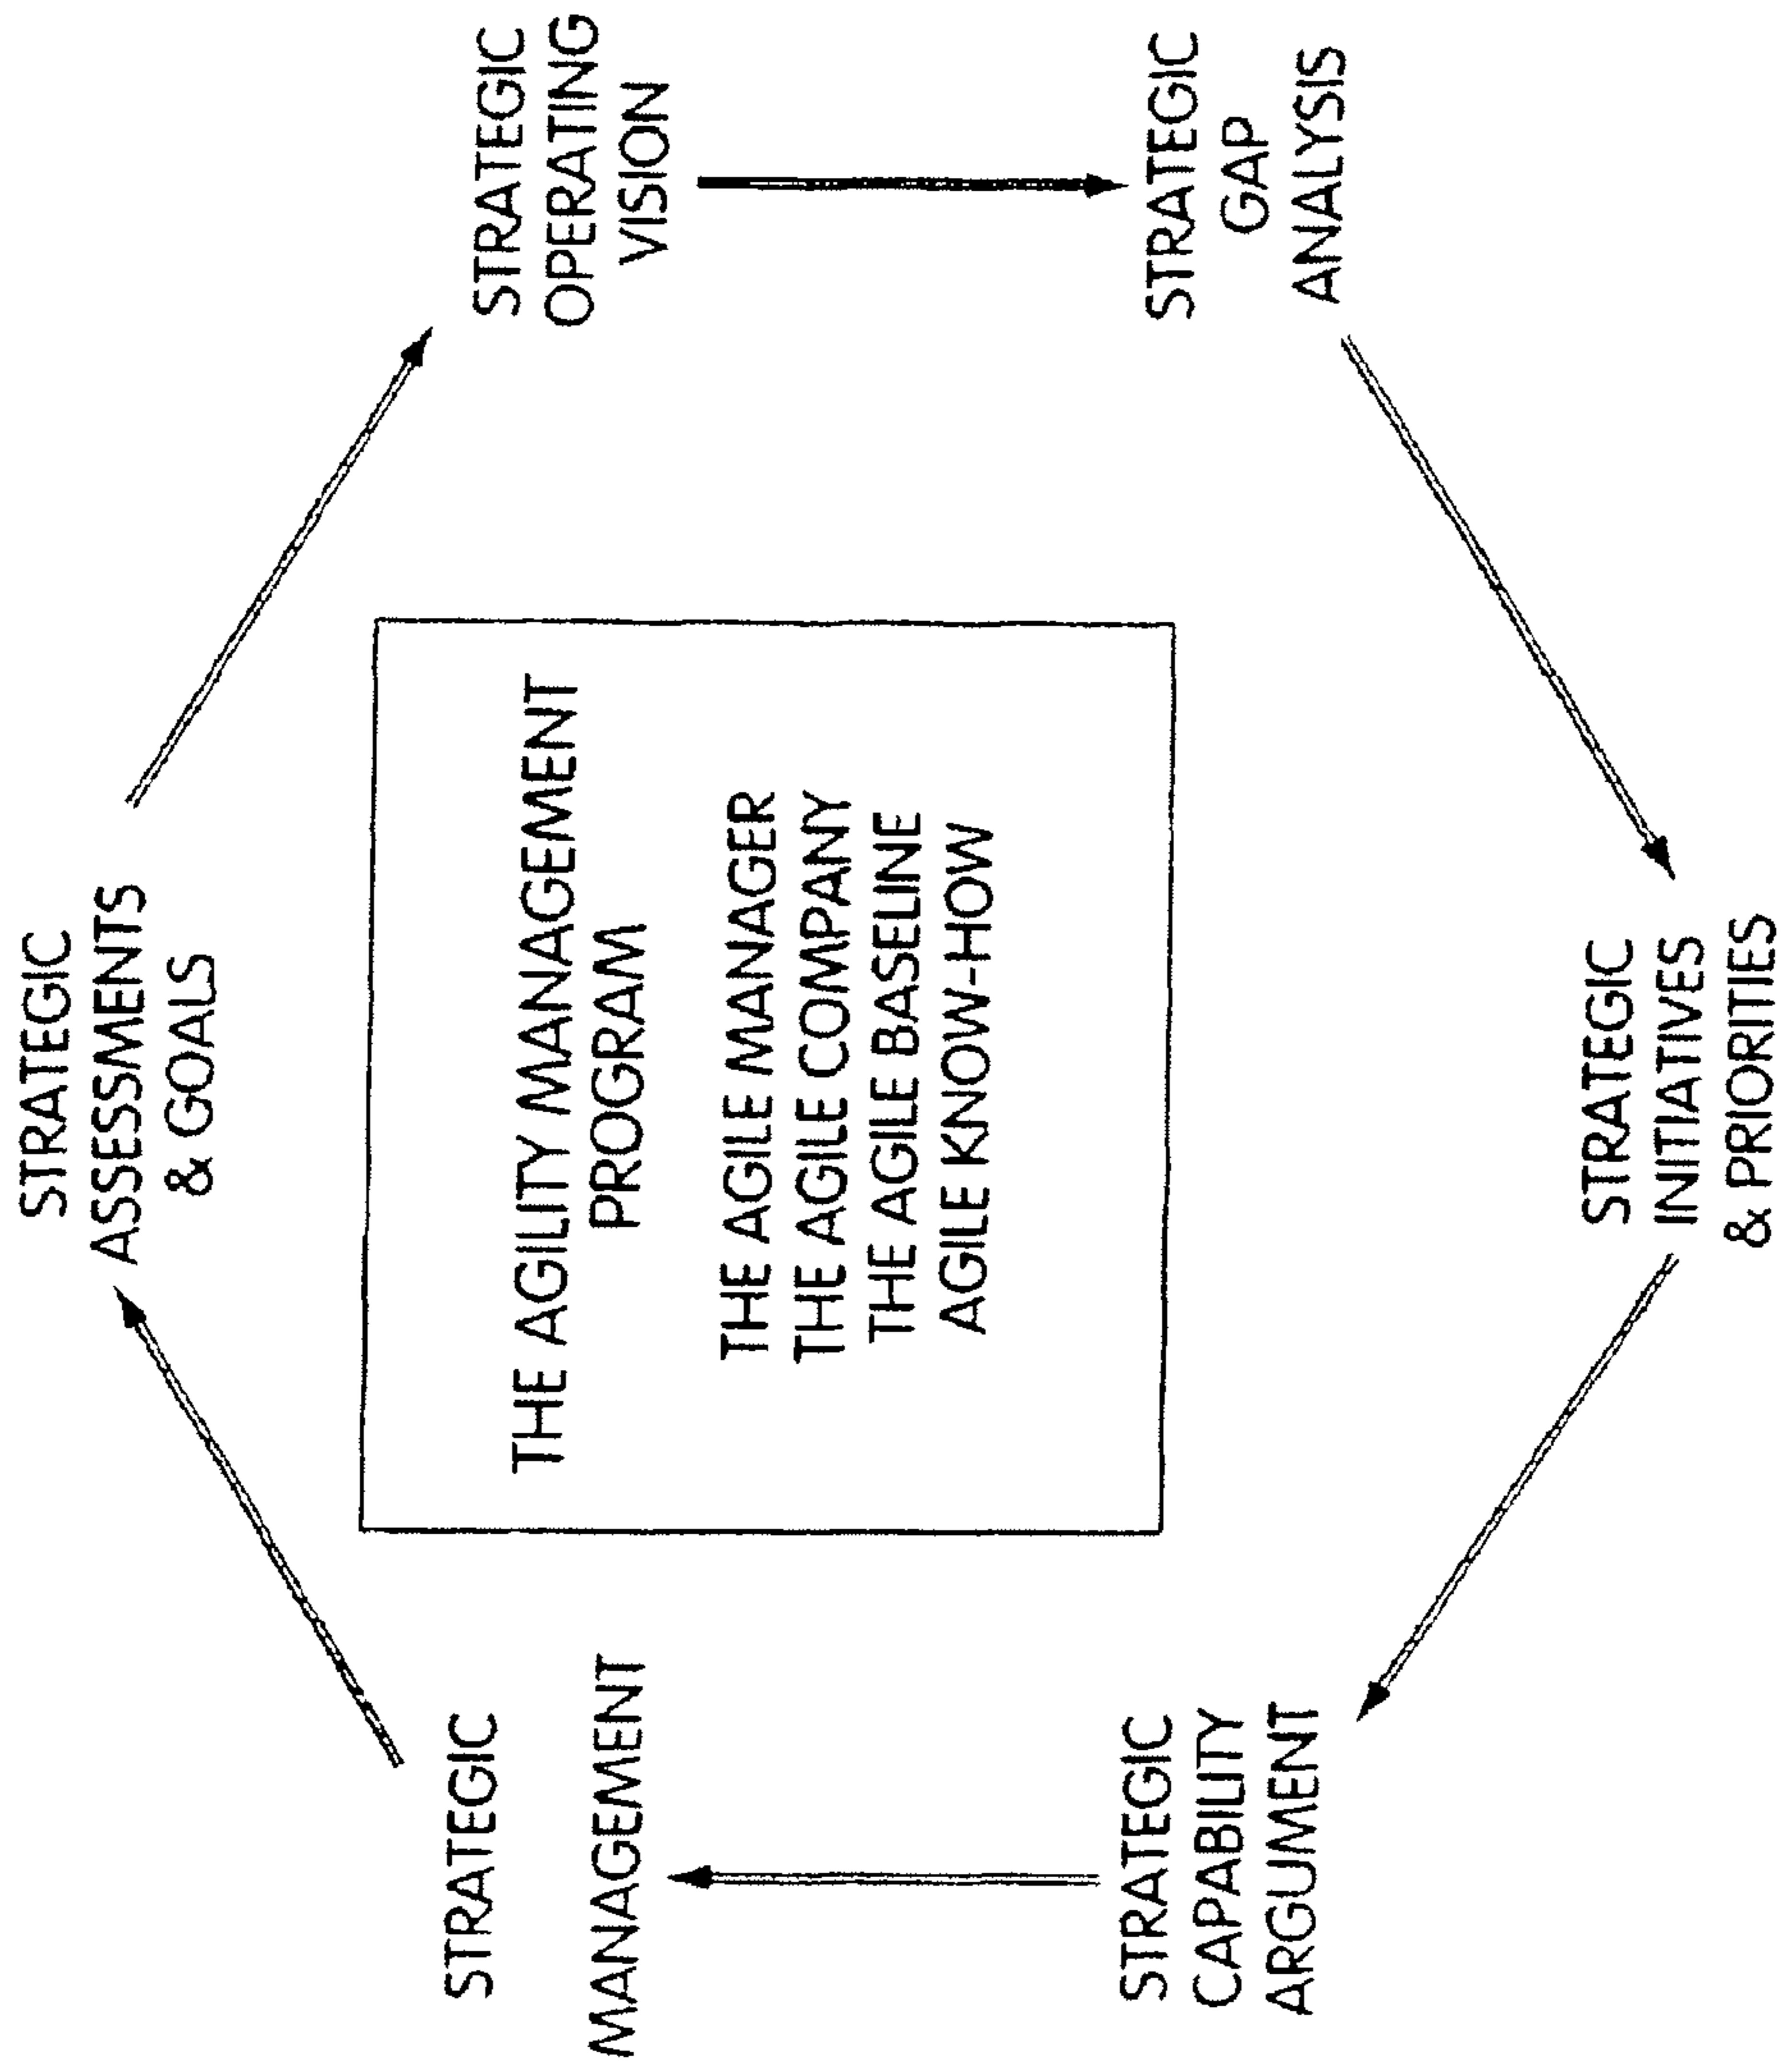 STRATEGIC
ASSESSMENTS
& GOALS
STRATEGIC
OPERATING
VISION
STRATEGIC
GAP
ANALYSIS
STRATEGIC
INITIATIVES
& PRIORITIES
STRATEGIC
CAPABILITY
ARGUMENT
STRATEGIC
MANAGEMENT
THE AGILITY MANAGEMENT
PROGRAM
THE AGILE MANAGER
THE AGILE COMPANY
THE AGILE BASELINE
AGILE KNOW-HOW